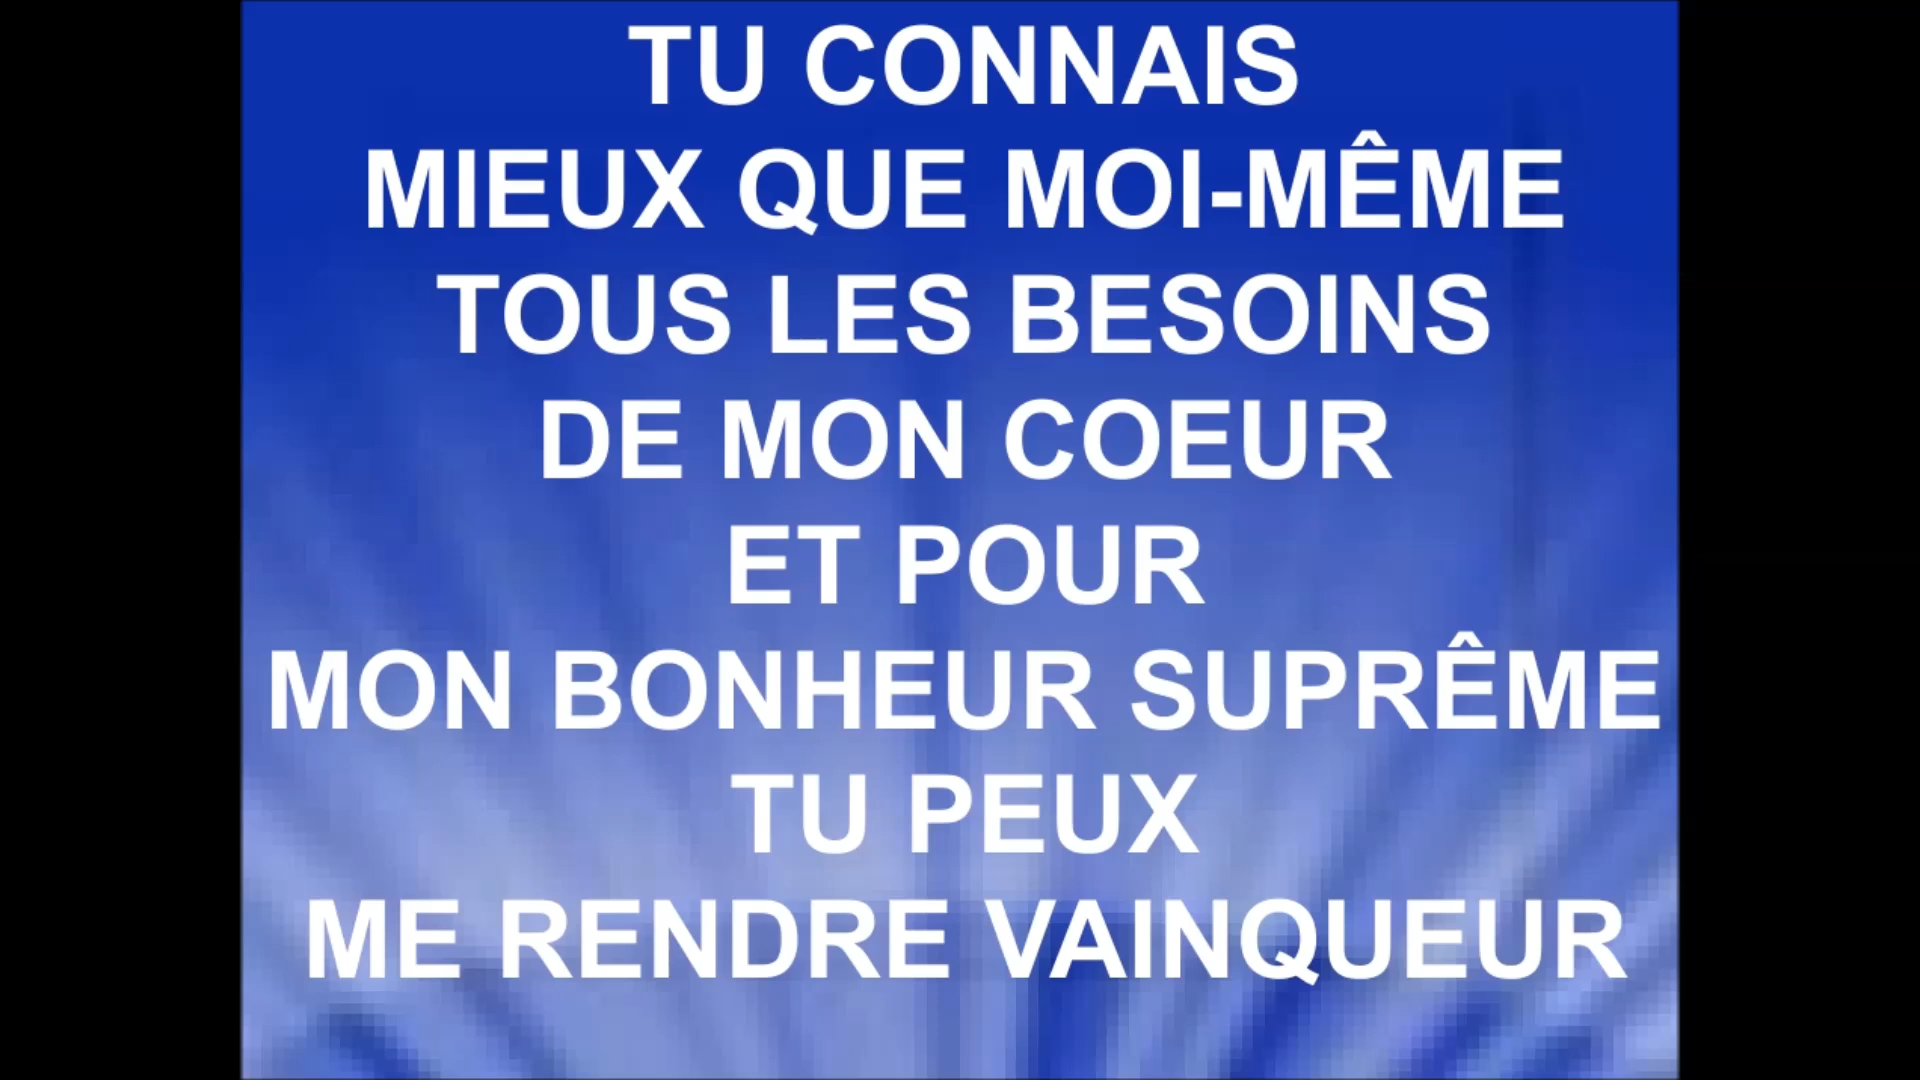 TU CONNAIS
MIEUX QUE MOI-MÊME
TOUS LES BESOINS
DE MON COEUR
ET POUR
MON BONHEUR SUPRÊME
TU PEUX
ME RENDRE VAINQUEUR